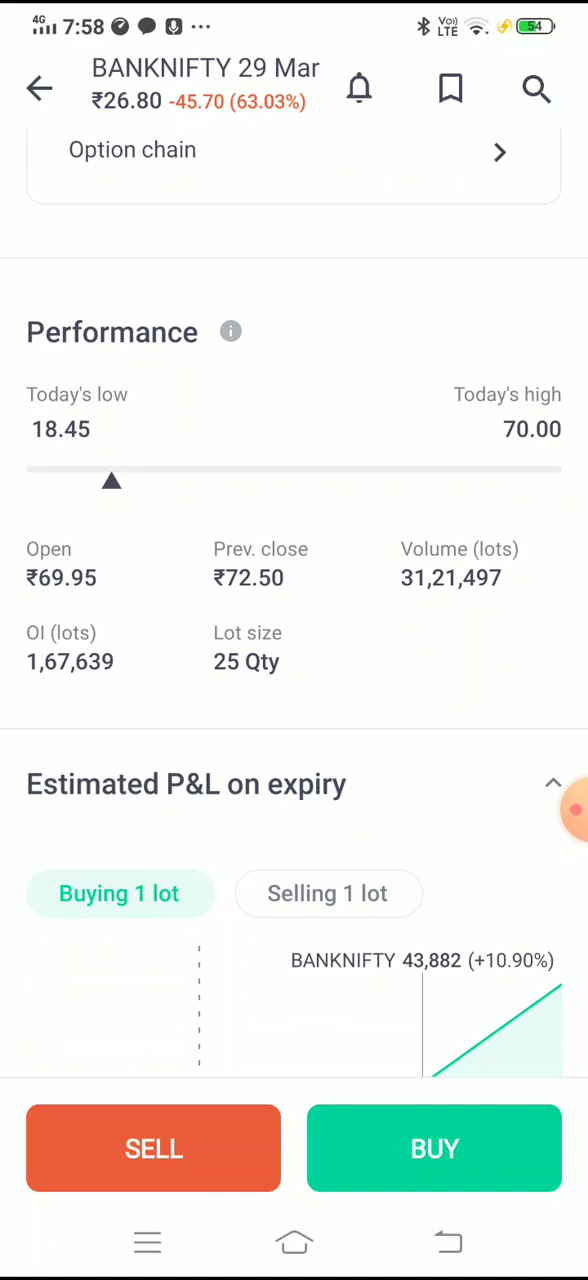 4G 7:58 ... Vo) LTE 54
BANKNIFTY 29 Mar
₹26.80 -45.70 (63.03%)
Option chain
Performance i
Today's low Today's high
18.45 70.00
Open Prev. close Volume (lots)
₹69.95 ₹72.50 31,21,497
OI (lots) Lot size
1,67,639 25 Qty
Estimated P&L on expiry
Buying 1 lot Selling 1 lot
BANKNIFTY 43,882 (+10.90%)
SELL BUY